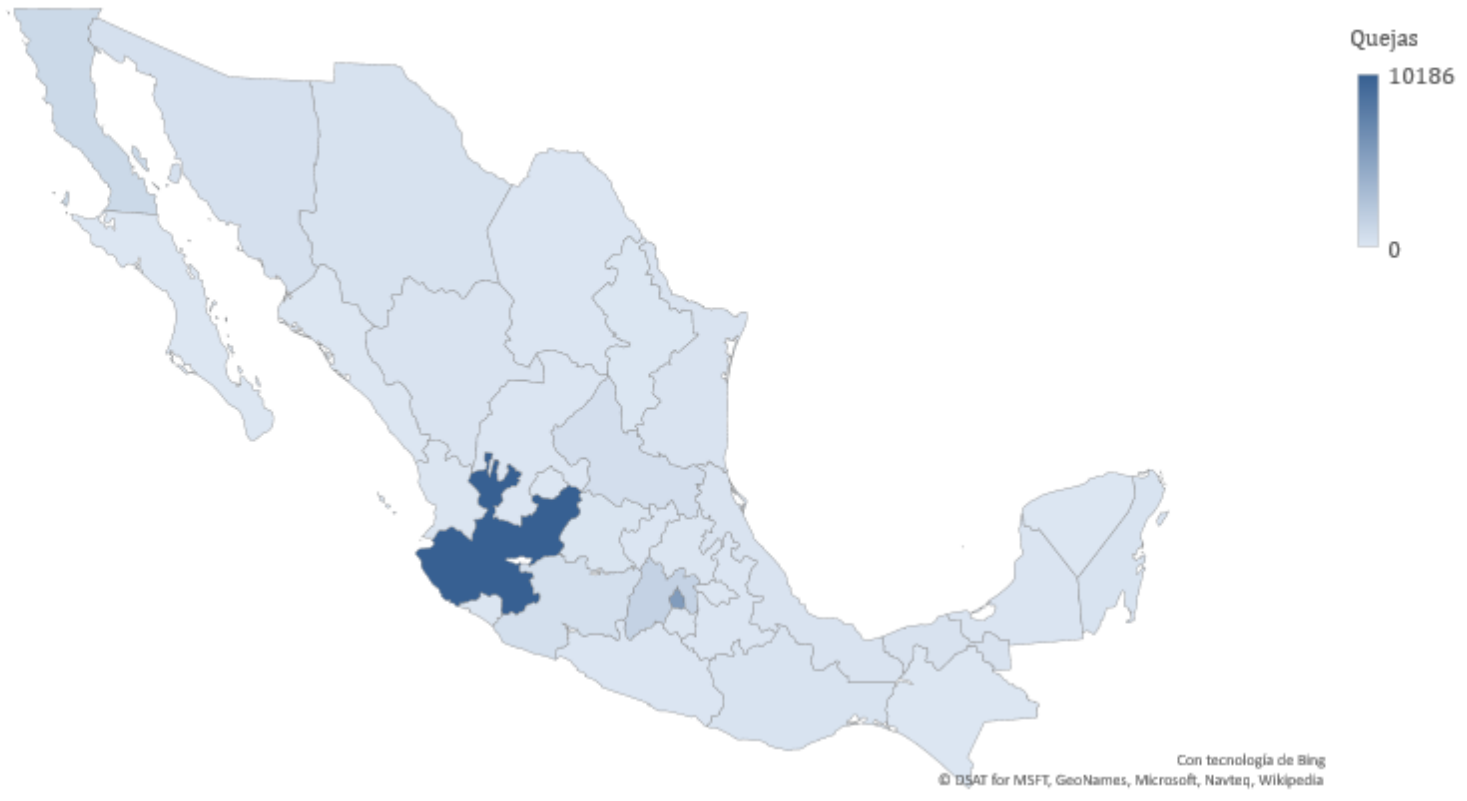 Quejas
10186
0
Con tecnología de Bing
© DSAT for MSFT, GeoNames, Microsoft, Navteq, Wikipedia